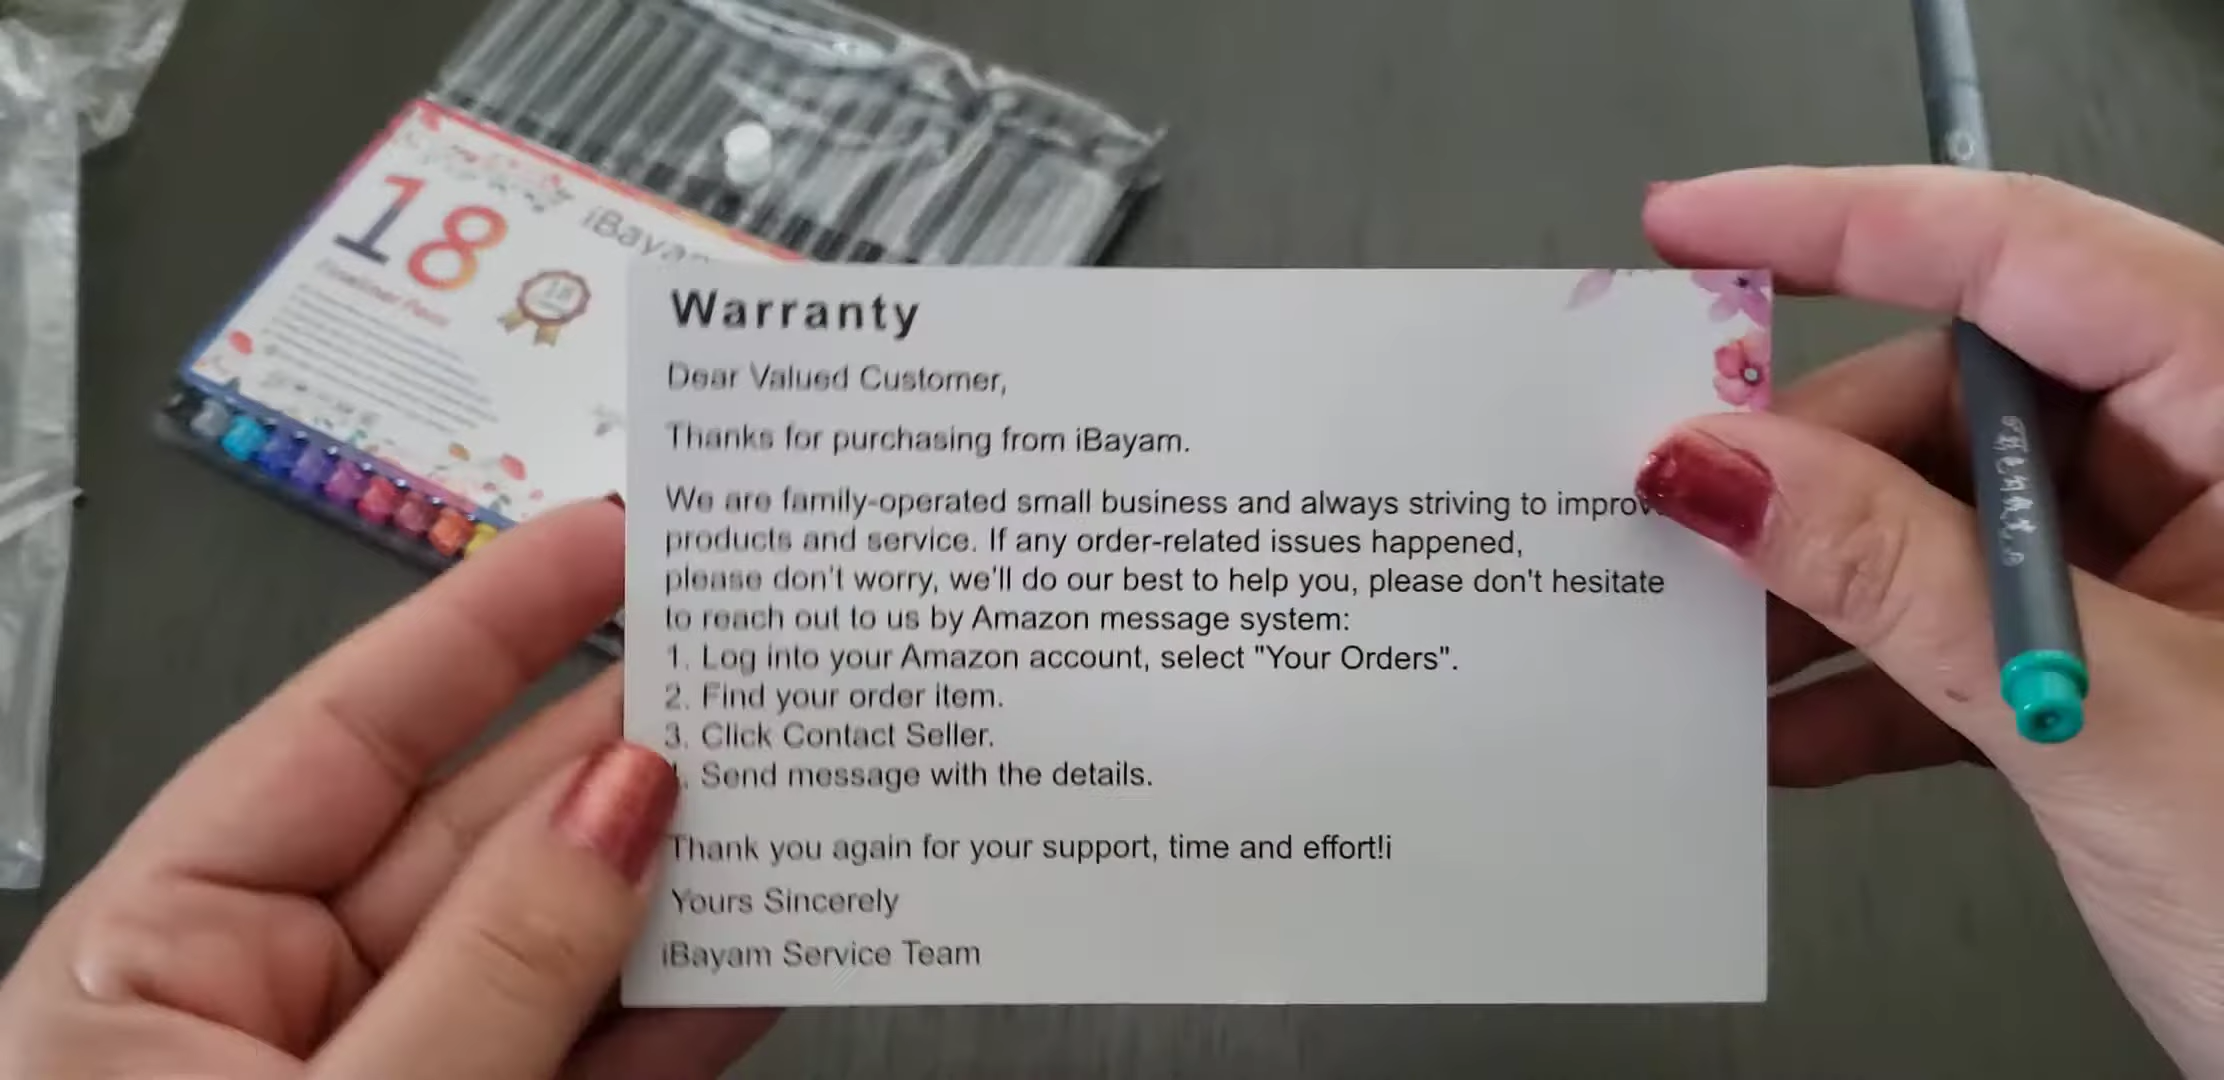 18
iBayam
Fineliner Pens
18
Warranty
Dear Valued Customer,
Thanks for purchasing from iBayam.
We are family-operated small business and always striving to improv
products and service. If any order-related issues happened,
please don't worry, we'll do our best to help you, please don't hesitate
to reach out to us by Amazon message system:
1. Log into your Amazon account, select "Your Orders".
2. Find your order item.
3. Click Contact Seller.
. Send message with the details.
Thank you again for your support, time and effort!i
Yours Sincerely
iBayam Service Team